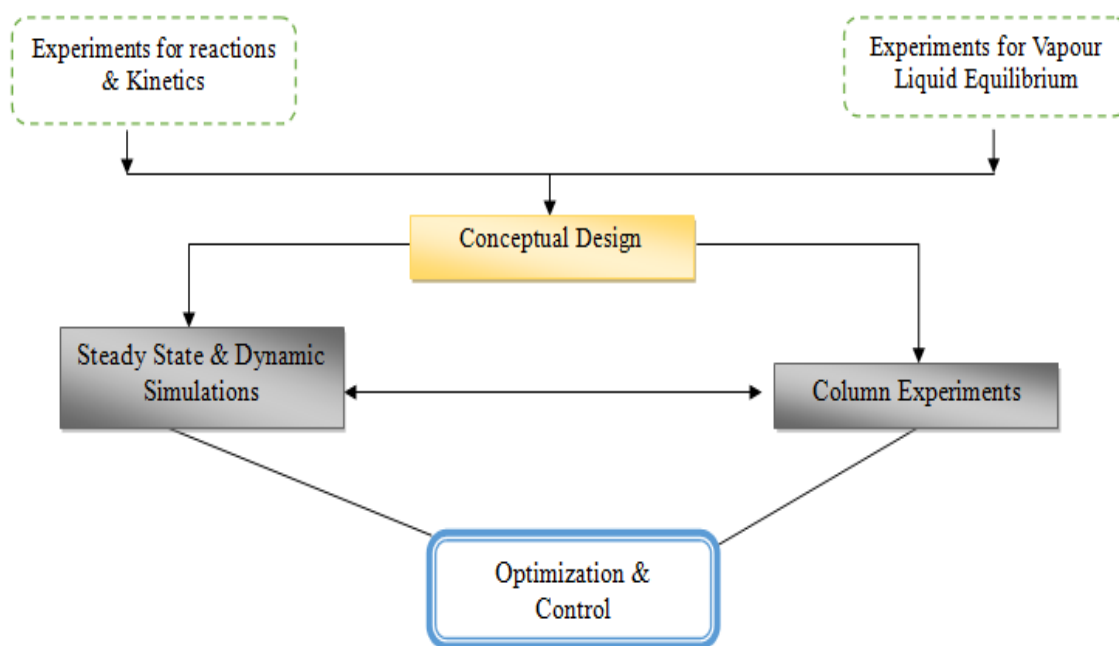 Experiments for reactions
& Kinetics
Experiments for Vapour
Liquid Equilibrium
Conceptual Design
Steady State & Dynamic
Simulations
Column Experiments
Optimization &
Control